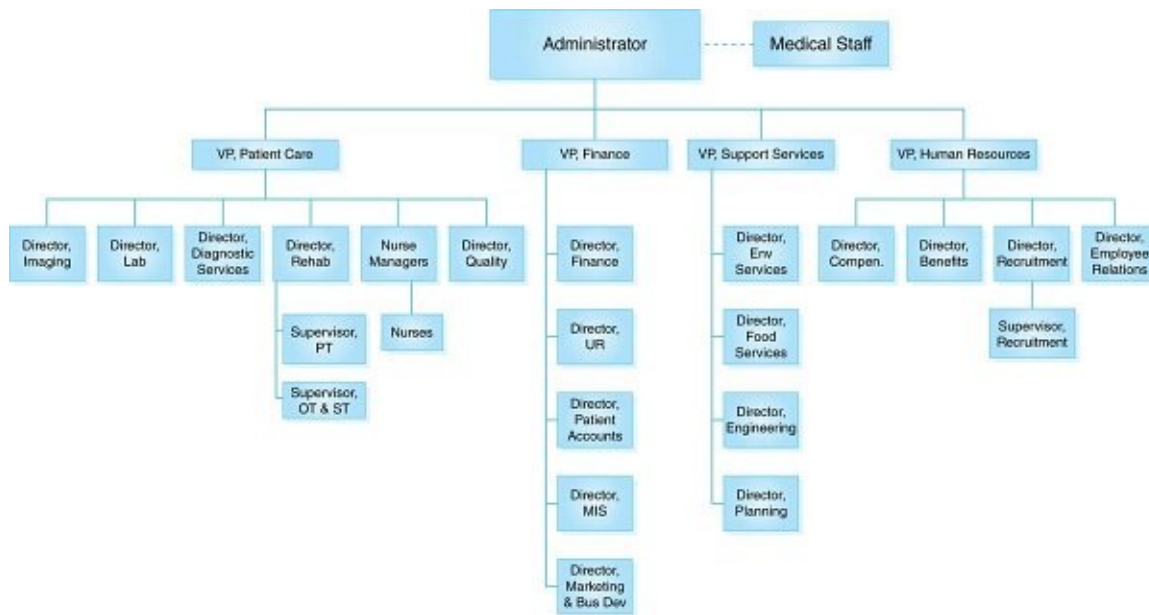 Administrator
Medical Staff
VP, Patient Care
VP, Finance
VP, Support Services
VP, Human Resources
Director,
Imaging
Director,
Lab
Director,
Diagnostic
Services
Director,
Rehab
Nurse
Managers
Director,
Quality
Director,
Finance
Director,
Env
Services
Director,
Compen.
Director,
Benefits
Director,
Recruitment
Director,
Employee
Relations
Supervisor,
PT
Nurses
Director,
UR
Director,
Food
Services
Supervisor,
Recruitment
Supervisor,
OT & ST
Director,
Patient
Accounts
Director,
Engineering
Director,
MIS
Director,
Planning
Director,
Marketing
& Bus Dev